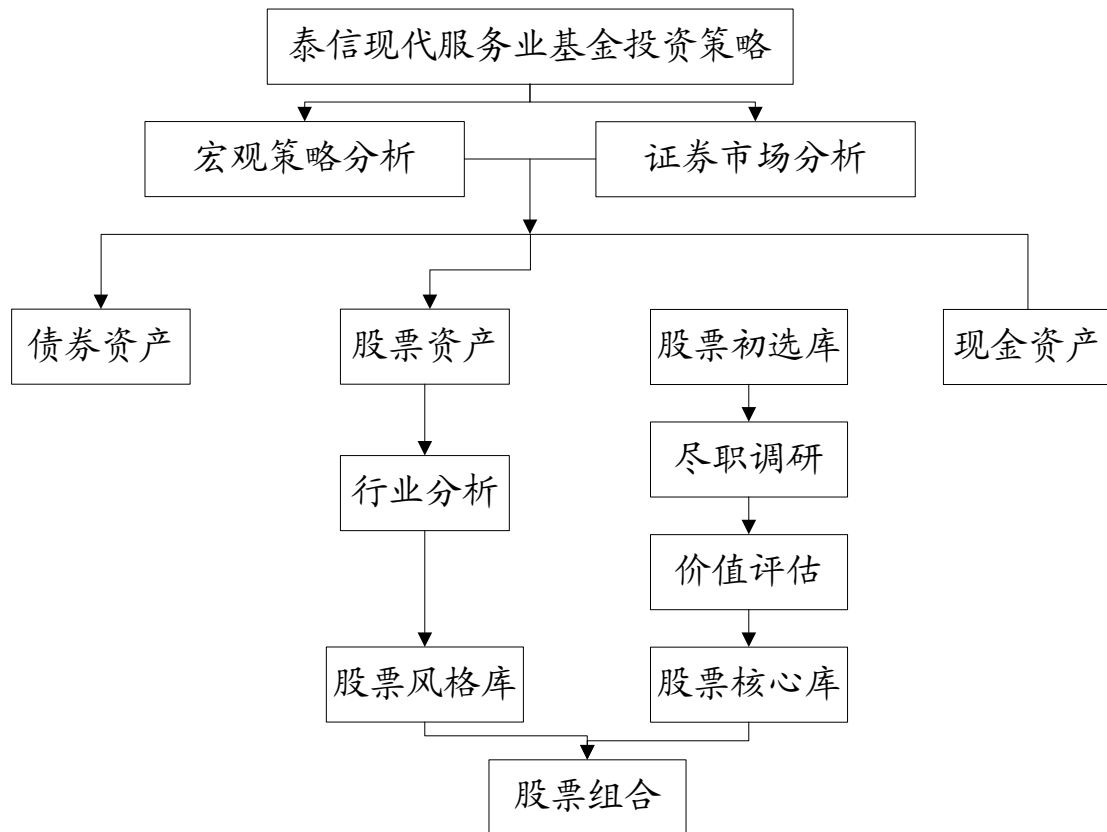 泰信现代服务业基金投资策略
宏观策略分析
证券市场分析
债券资产
股票资产
股票初选库
现金资产
尽职调研
行业分析
价值评估
股票风格库
股票核心库
股票组合